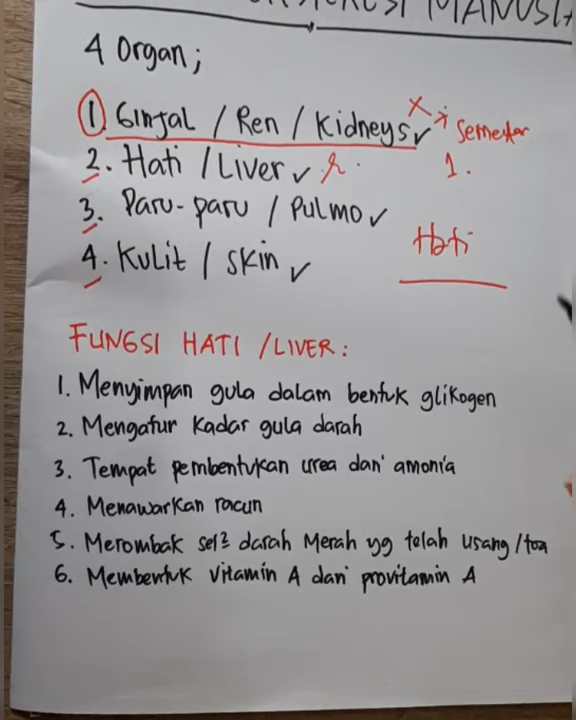 MANUSIA
4 Organ;
1. Ginjal / Ren / Kidneys ✓ Semester
2. Hati / Liver ✓ 1.
3. Paru-paru / Pulmo ✓
Hati
4. Kulit / Skin ✓
FUNGSI HATI / LIVER:
1. Menyimpan gula dalam bentuk glikogen
2. Mengatur kadar gula darah
3. Tempat pembentukan urea dari amonia
4. Menawarkan racun
5. Merombak sel² darah Merah yg telah usang/tua
6. Membentuk vitamin A dari provitamin A